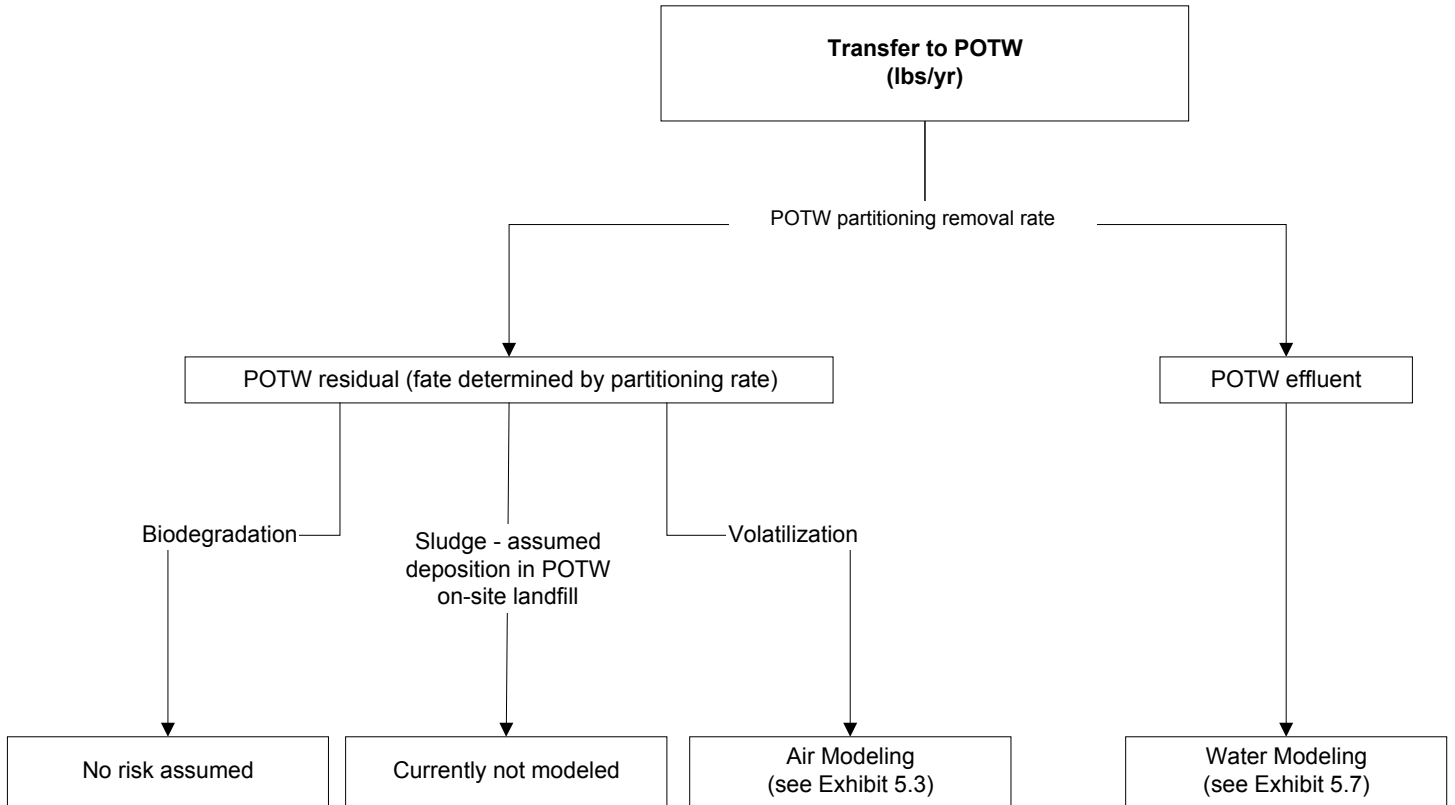 Transfer to POTW
(lbs/yr)
POTW partitioning removal rate
POTW residual (fate determined by partitioning rate)
POTW effluent
Biodegradation
Sludge - assumed
deposition in POTW
on-site landfill
Volatilization
No risk assumed
Currently not modeled
Air Modeling
(see Exhibit 5.3)
Water Modeling
(see Exhibit 5.7)